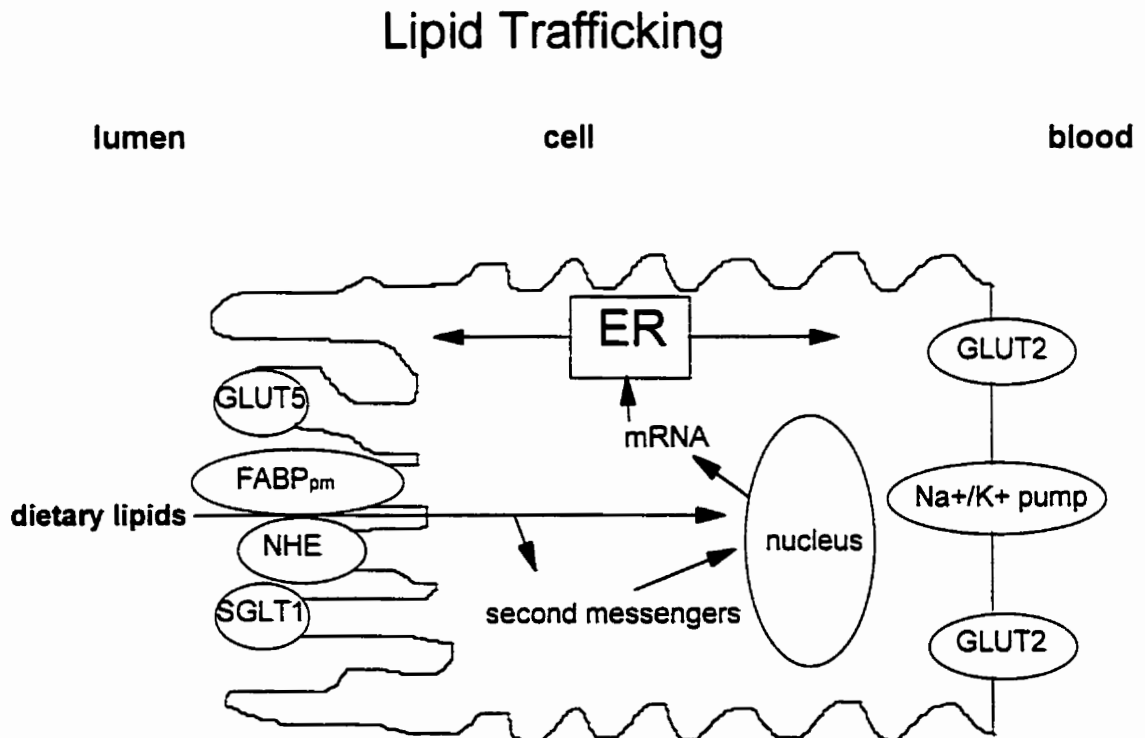 Lipid Trafficking
lumen cell blood
ER
GLUT2
GLUT5
mRNA
FABPpm
Na+/K+ pump
dietary lipids
NHE
nucleus
SGLT1
second messengers
GLUT2